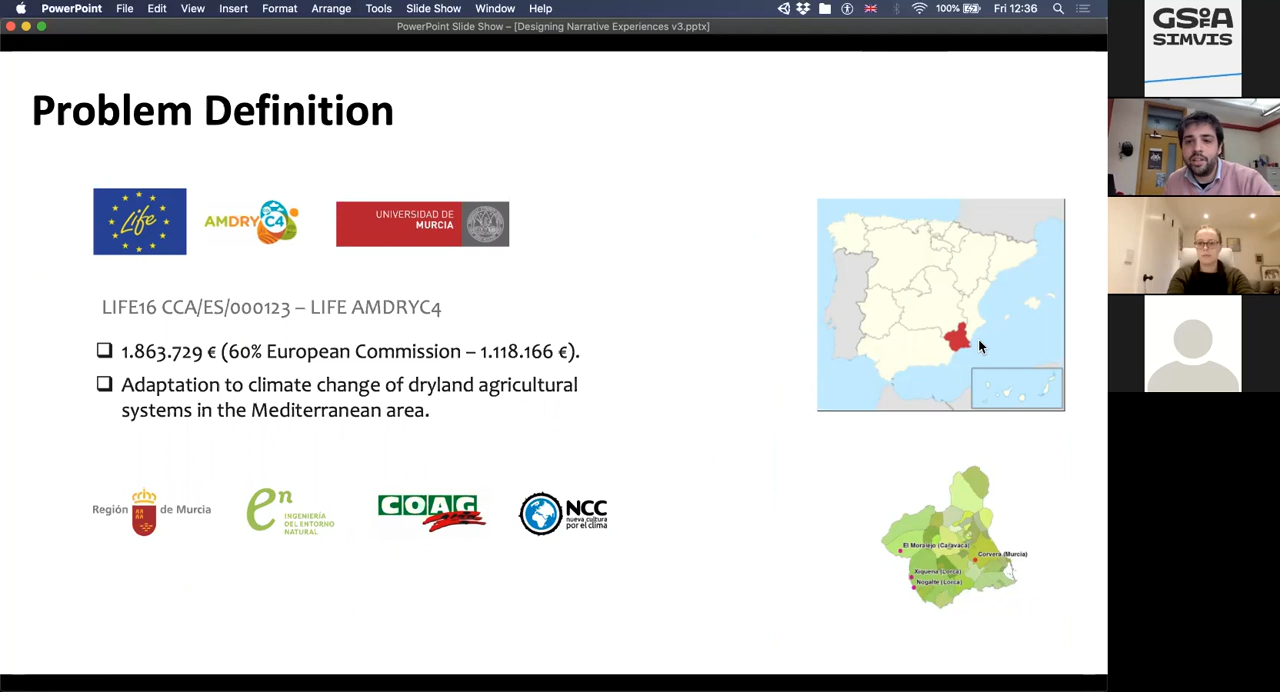 PowerPoint File Edit View Insert Format Arrange Tools Slide Show Window Help 100% Fri 12:36
PowerPoint Slide Show – [Designing Narrative Experiences v3.pptx]
GSofA
SIMVIS
Problem Definition
Life
AMDRYC4
UNIVERSIDAD DE
MURCIA
LIFE16 CCA/ES/000123 – LIFE AMDRYC4
1.863.729 € (60% European Commission – 1.118.166 €).
Adaptation to climate change of dryland agricultural
systems in the Mediterranean area.
Región de Murcia
en
INGENIERÍA
DEL ENTORNO
NATURAL
COAG
NCC
nueva cultura
por el clima
El Moralejo (Caravaca)
Corvera (Murcia)
Xiquena (Lorca)
Nogalte (Lorca)